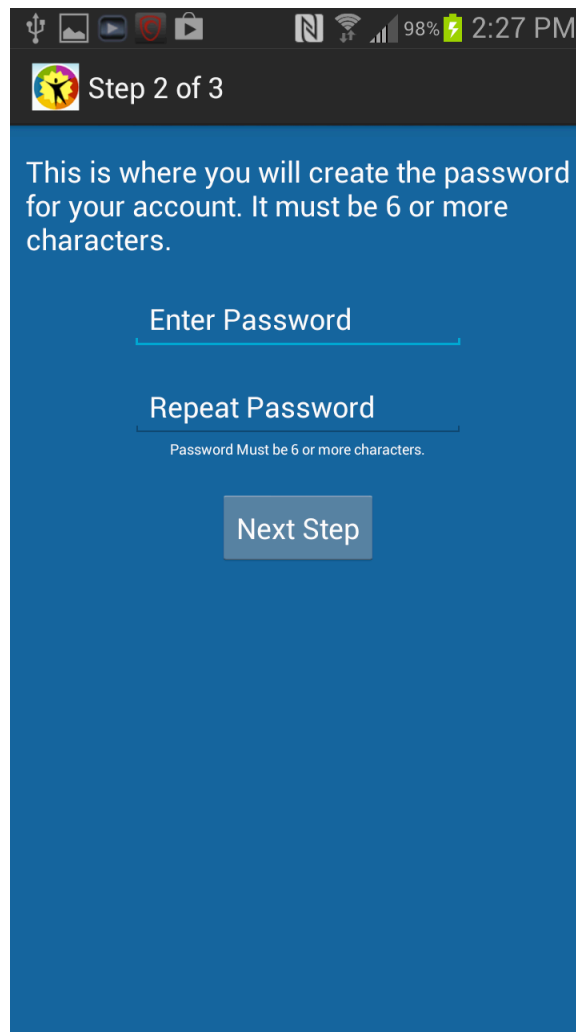 98% 2:27 PM
Step 2 of 3
This is where you will create the password
for your account. It must be 6 or more
characters.
Enter Password
Repeat Password
Password Must be 6 or more characters.
Next Step